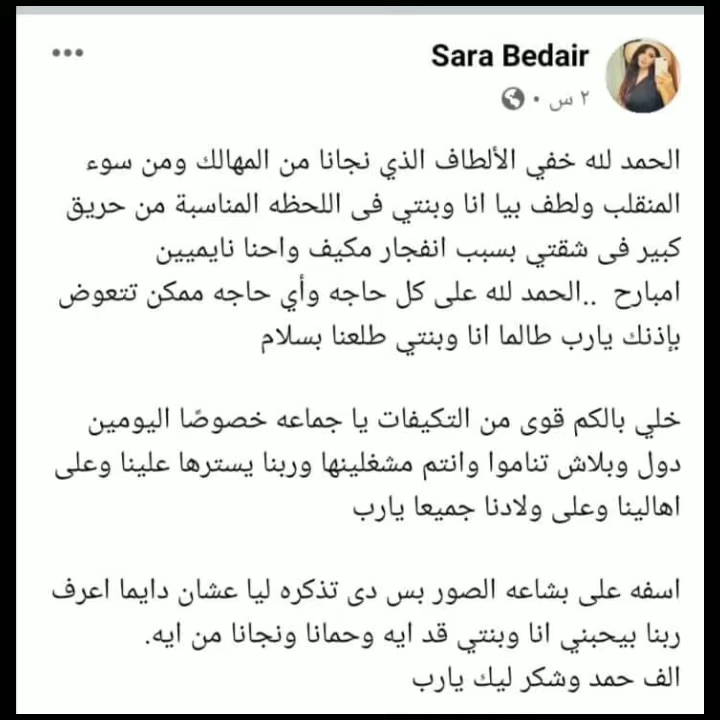 Sara Bedair
٢ س
الحمد لله خفي الألطاف الذي نجانا من المهالك ومن سوء
المنقلب ولطف بيا انا وبنتي فى اللحظه المناسبة من حريق
كبير فى شقتي بسبب انفجار مكيف واحنا نايميين
امبارح ..الحمد لله على كل حاجه وأي حاجه ممكن تتعوض
بإذنك يارب طالما انا وبنتي طلعنا بسلام
خلي بالكم قوى من التكيفات يا جماعه خصوصًا اليومين
دول وبلاش تناموا وانتم مشغلينها وربنا يسترها علينا وعلى
اهالينا وعلى ولادنا جميعا يارب
اسفه على بشاعه الصور بس دى تذكره ليا عشان دايما اعرف
ربنا بيحبني انا وبنتي قد ايه وحمانا ونجانا من ايه.
الف حمد وشكر ليك يارب